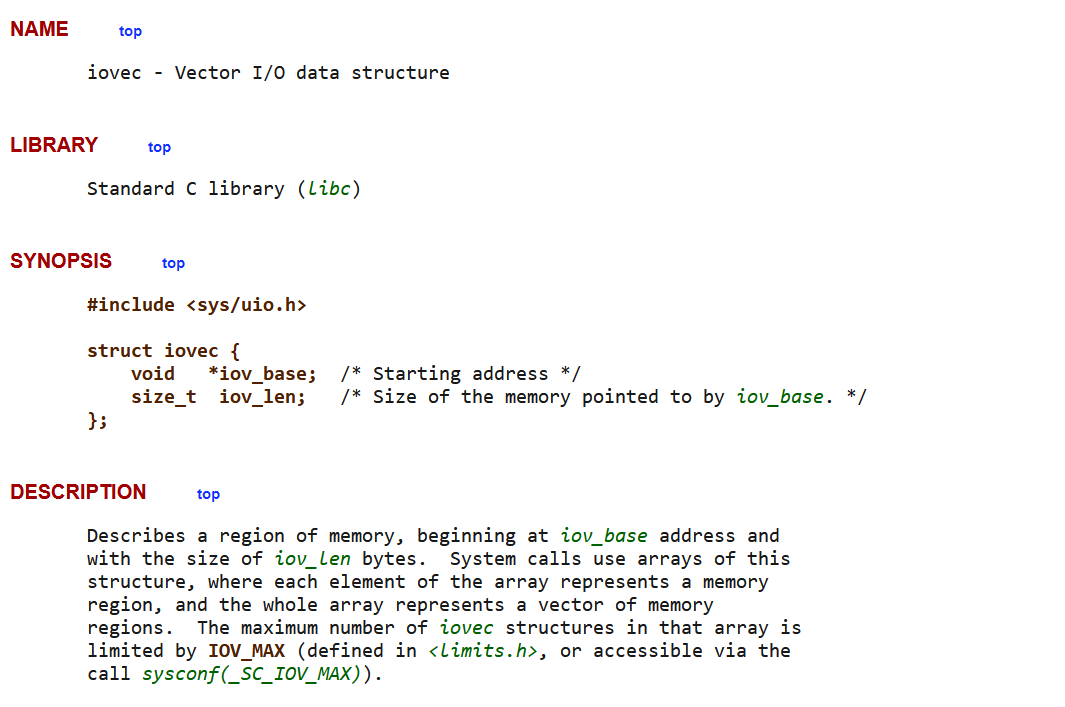 NAME top
iovec - Vector I/O data structure
LIBRARY top
Standard C library (libc)
SYNOPSIS top
#include <sys/uio.h>
struct iovec {
void *iov_base; /* Starting address */
size_t iov_len; /* Size of the memory pointed to by iov_base. */
};
DESCRIPTION top
Describes a region of memory, beginning at iov_base address and
with the size of iov_len bytes. System calls use arrays of this
structure, where each element of the array represents a memory
region, and the whole array represents a vector of memory
regions. The maximum number of iovec structures in that array is
limited by IOV_MAX (defined in <limits.h>, or accessible via the
call sysconf(_SC_IOV_MAX)).